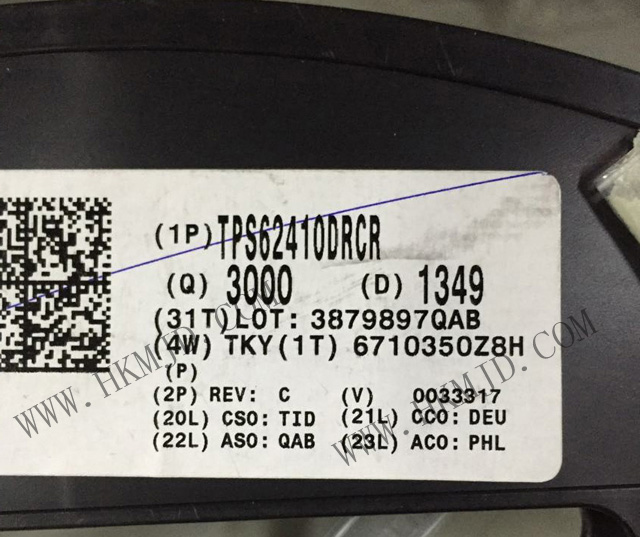 (1P) TPS62410DRCR
(Q) 3000 (D) 1349
(31T) LOT: 3879897QAB
(4W) TKY (1T) 6710350Z8H
(P)
(2P) REV: C (V) 0033317
(20L) CSO: TID (21L) CCO: DEU
(22L) ASO: QAB (23L) ACO: PHL
WWW.HKMJD.COM
WWW.HKMJD.COM